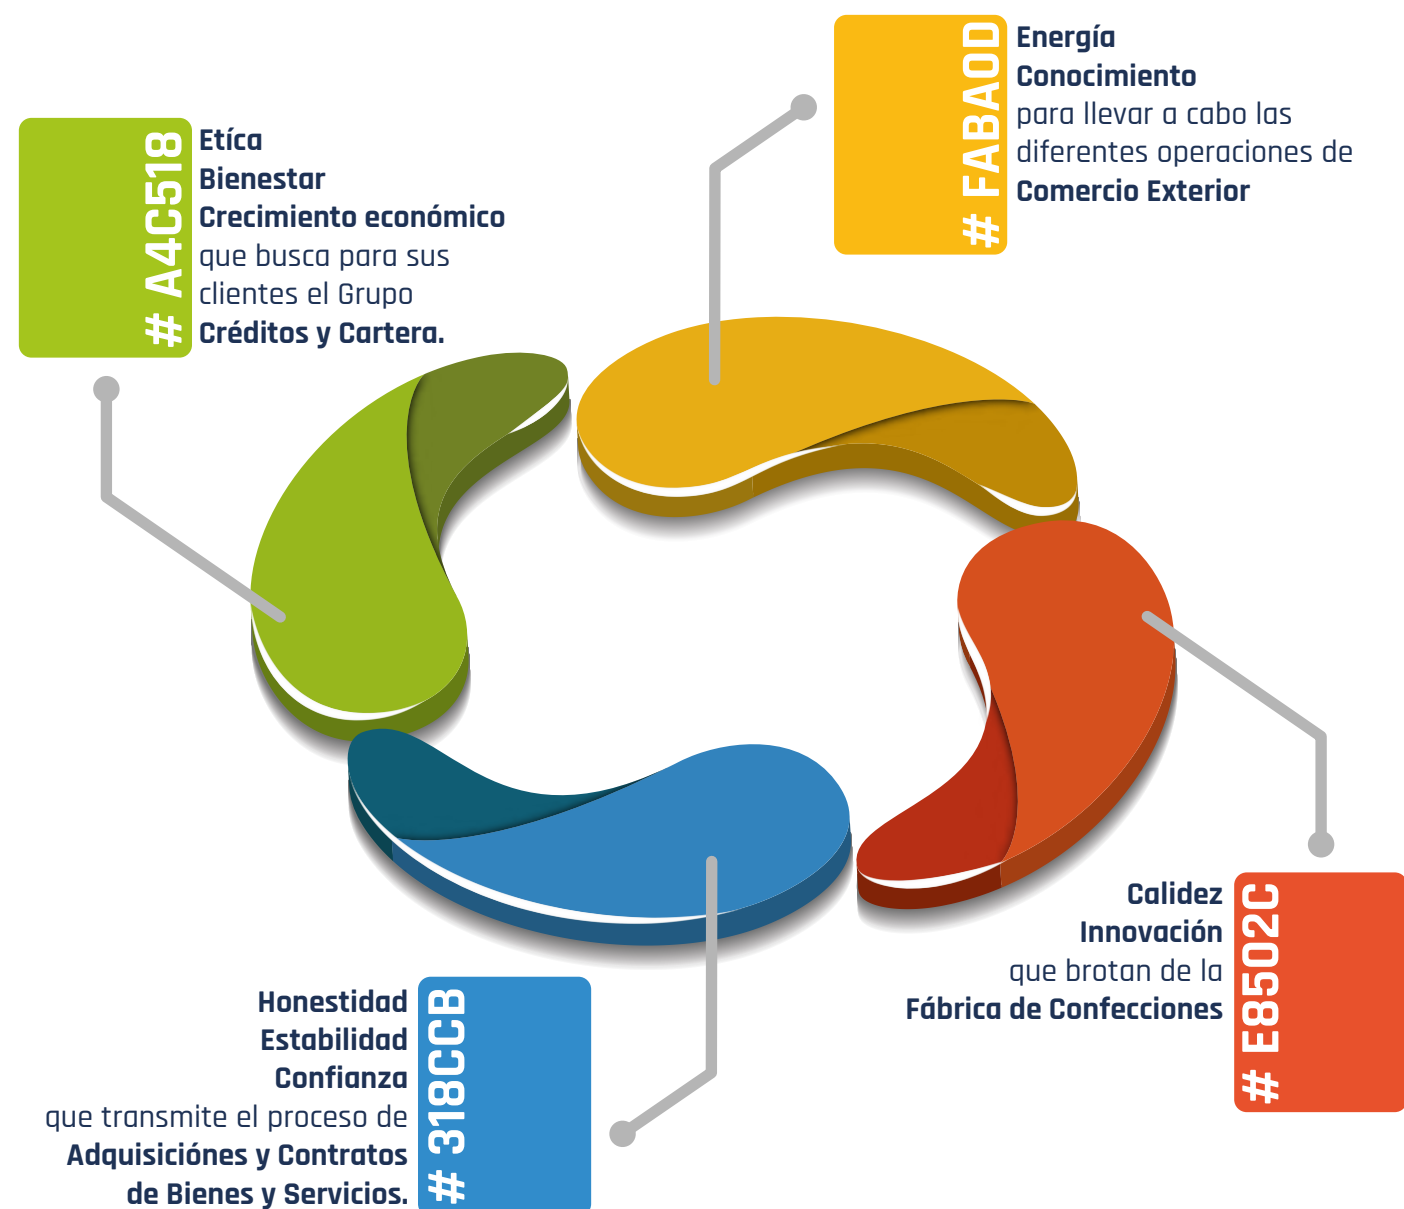 # FABA0D
Energía
Conocimiento
para llevar a cabo las
diferentes operaciones de
Comercio Exterior
# A4C518
Etíca
Bienestar
Crecimiento económico
que busca para sus
clientes el Grupo
Créditos y Cartera.
Calidez
Innovación
que brotan de la
Fábrica de Confecciones
# E8502C
Honestidad
Estabilidad
Confianza
que transmite el proceso de
Adquisiciónes y Contratos
de Bienes y Servicios.
# 318CCB